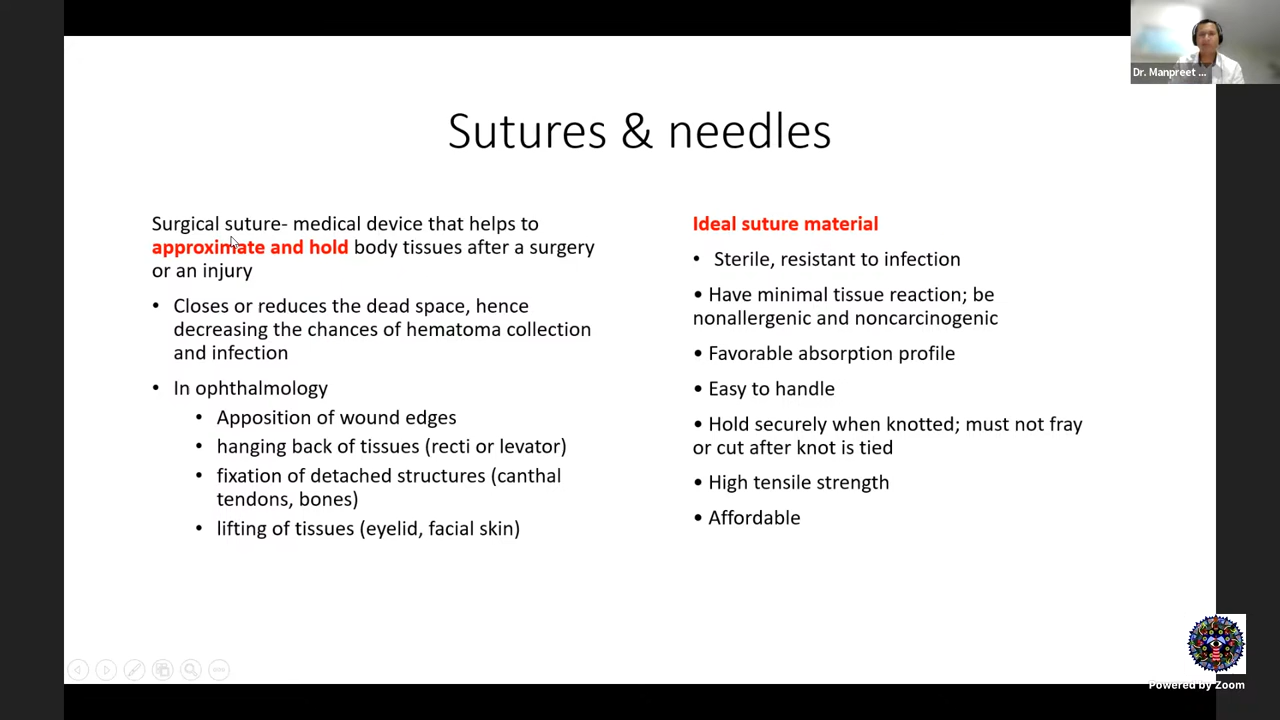 Dr. Manpreet ...
Sutures & needles
Surgical suture- medical device that helps to
approximate and hold body tissues after a surgery
or an injury
• Closes or reduces the dead space, hence
decreasing the chances of hematoma collection
and infection
• In ophthalmology
• Apposition of wound edges
• hanging back of tissues (recti or levator)
• fixation of detached structures (canthal
tendons, bones)
• lifting of tissues (eyelid, facial skin)
Ideal suture material
• Sterile, resistant to infection
• Have minimal tissue reaction; be
nonallergenic and noncarcinogenic
• Favorable absorption profile
• Easy to handle
• Hold securely when knotted; must not fray
or cut after knot is tied
• High tensile strength
• Affordable
Powered by Zoom